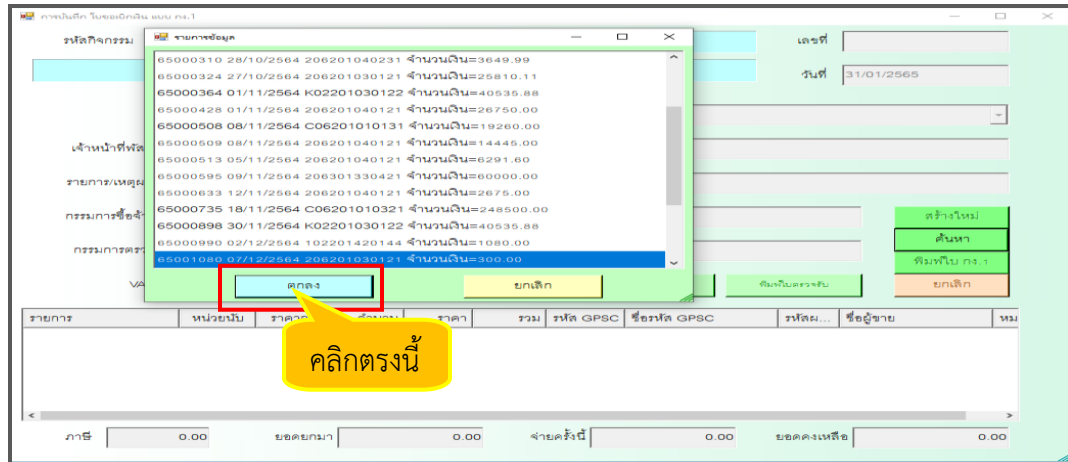 การบันทึก ใบขอเบิกเงิน แบบ กง.1
รหัสกิจกรรม
รายการข้อมูล
เลขที่
65000310 28/10/2564 206201040231 จำนวนเงิน=3649.99
65000324 27/10/2564 206201030121 จำนวนเงิน=25810.11
วันที่ 31/01/2565
65000364 01/11/2564 K02201030122 จำนวนเงิน=40535.88
65000428 01/11/2564 206201040121 จำนวนเงิน=26750.00
65000508 08/11/2564 C06201010131 จำนวนเงิน=19260.00
เจ้าหน้าที่พัส
65000509 08/11/2564 206201040121 จำนวนเงิน=14445.00
65000513 05/11/2564 206201040121 จำนวนเงิน=6291.60
รายการ/เหตุผ
65000595 09/11/2564 206301330421 จำนวนเงิน=60000.00
65000633 12/11/2564 206201040121 จำนวนเงิน=2675.00
กรรมการซื้อจ้
65000735 18/11/2564 C06201010321 จำนวนเงิน=248500.00
สร้างใหม่
65000898 30/11/2564 K02201030122 จำนวนเงิน=40535.88
ค้นหา
กรรมการตรว
65000990 02/12/2564 102201420144 จำนวนเงิน=1080.00
65001080 07/12/2564 206201030121 จำนวนเงิน=300.00
พิมพ์ใบ กง.1
VA
ตกลง
ยกเลิก
พิมพ์ใบตรวจรับ
ยกเลิก
รายการ หน่วยนับ ราคา จำนวน ราคา รวม รหัส GPSC ชื่อรหัส GPSC รหัสผ... ชื่อผู้ขาย หม
คลิกตรงนี้
ภาษี 0.00 ยอดยกมา 0.00 จ่ายครั้งนี้ 0.00 ยอดคงเหลือ 0.00